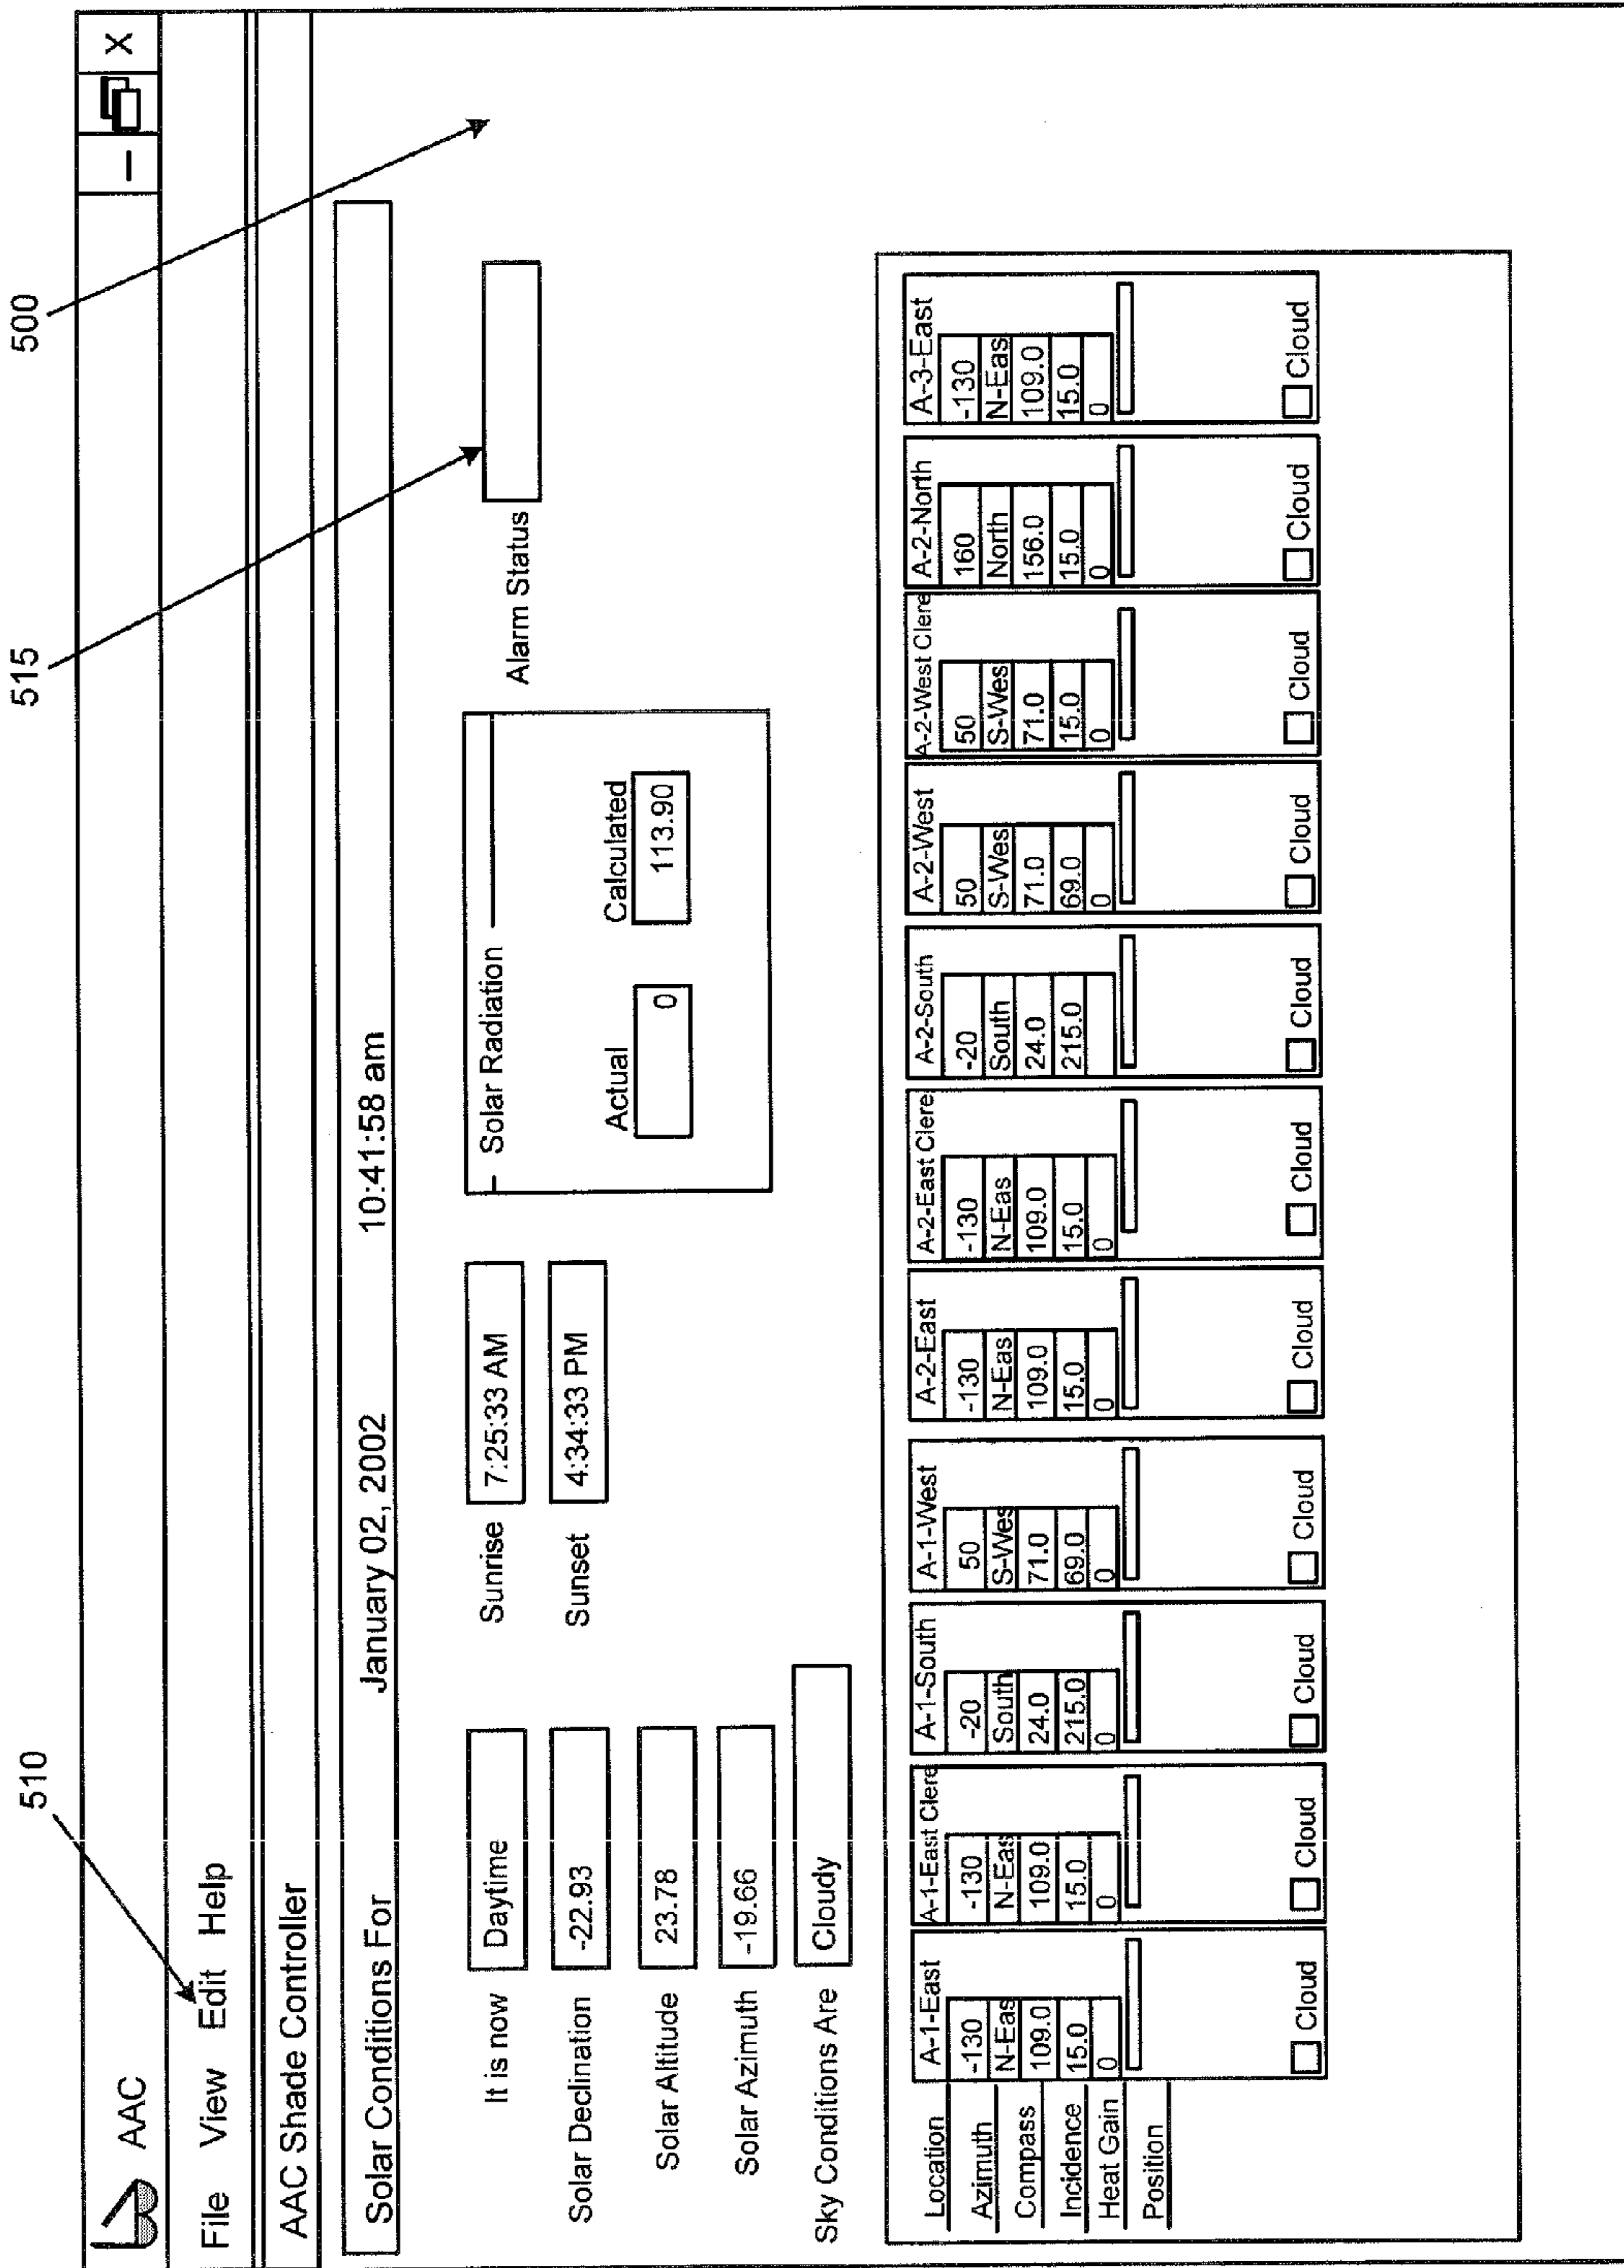 510 515 500
AAC – X
File View Edit Help
AAC Shade Controller
Solar Conditions For January 02, 2002 10:41:58 am
It is now Daytime Sunrise 7:25:33 AM
Solar Radiation
Alarm Status
Solar Declination -22.93 Sunset 4:34:33 PM
Actual Calculated
0 113.90
Solar Altitude 23.78
Solar Azimuth -19.66
Sky Conditions Are Cloudy
Location A-1-East A-1-East Clere A-1-South A-1-West A-2-East A-2-East Clere A-2-South A-2-West A-2-West Clere A-2-North A-3-East
Azimuth -130 -130 -20 50 -130 -130 -20 50 50 160 -130
Compass N-Eas N-Eas South S-Wes N-Eas N-Eas South S-Wes S-Wes North N-Eas
Incidence 109.0 109.0 24.0 71.0 109.0 109.0 24.0 71.0 71.0 156.0 109.0
Heat Gain 15.0 15.0 215.0 69.0 15.0 15.0 215.0 69.0 15.0 15.0 15.0
Position 0 0 0 0 0 0 0 0 0 0
Cloud Cloud Cloud Cloud Cloud Cloud Cloud Cloud Cloud Cloud Cloud